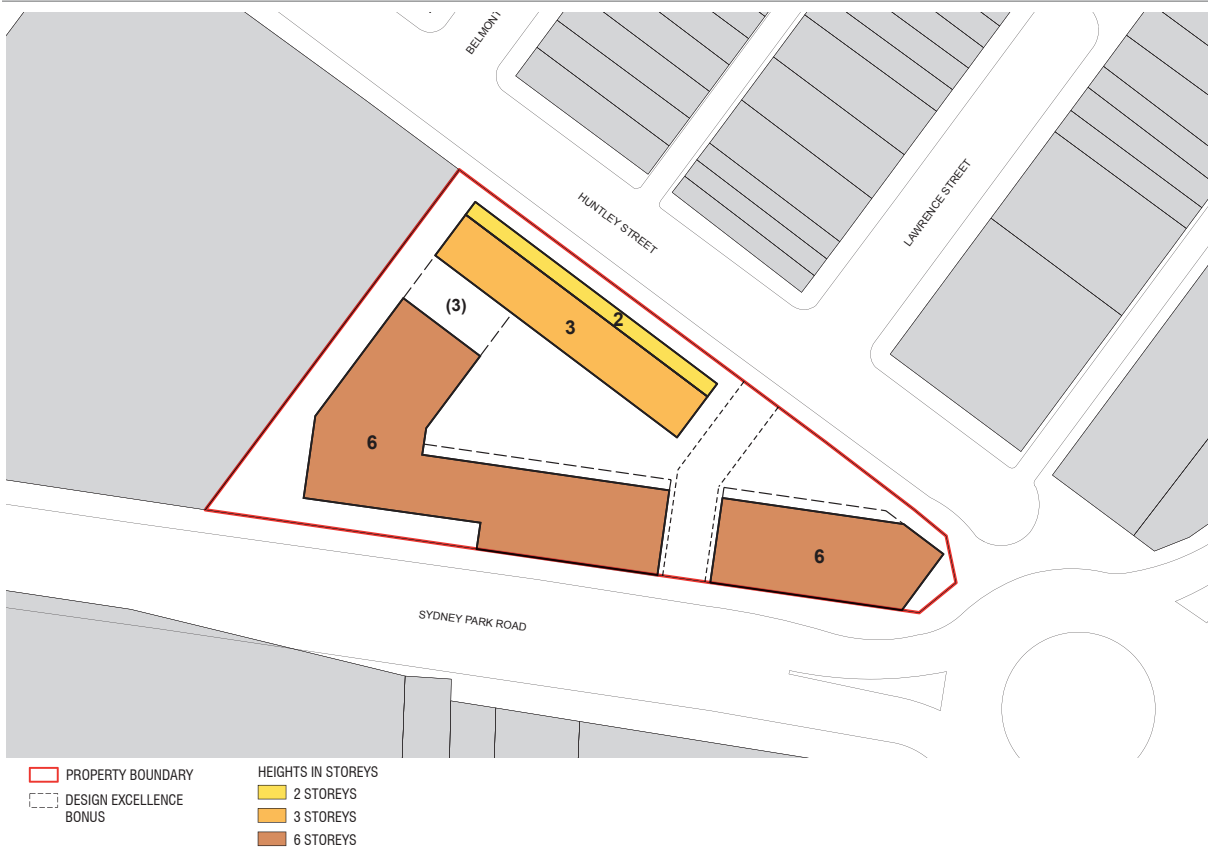 BELMONT
HUNTLEY STREET
LAWRENCE STREET
(3)
3
2
6
6
SYDNEY PARK ROAD
PROPERTY BOUNDARY
DESIGN EXCELLENCE
BONUS
HEIGHTS IN STOREYS
2 STOREYS
3 STOREYS
6 STOREYS